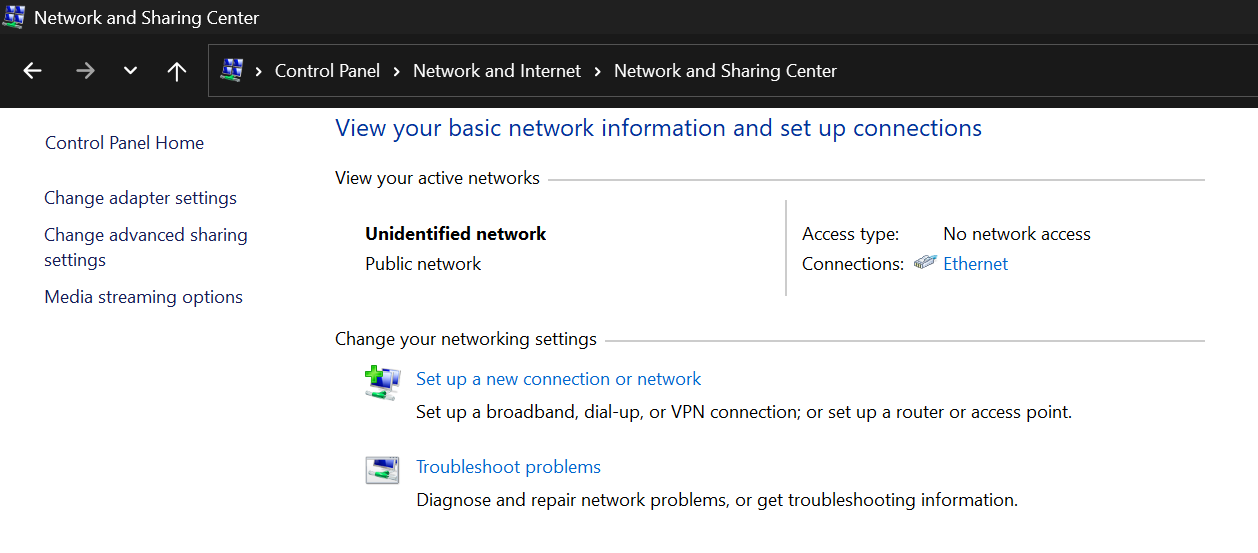 Network and Sharing Center
Control Panel > Network and Internet > Network and Sharing Center
Control Panel Home
Change adapter settings
Change advanced sharing
settings
Media streaming options
View your basic network information and set up connections
View your active networks
Unidentified network
Public network
Access type: No network access
Connections: Ethernet
Change your networking settings
Set up a new connection or network
Set up a broadband, dial-up, or VPN connection; or set up a router or access point.
Troubleshoot problems
Diagnose and repair network problems, or get troubleshooting information.